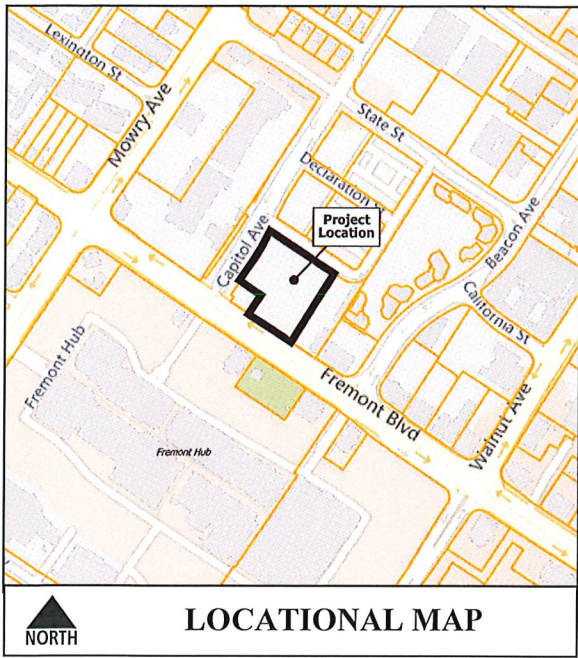 Lexington St
Mowry Ave
State St
Declaration
Project
Location
Capitol Ave
Beacon Ave
California St
Fremont Hub
Fremont Blvd
Walnut Ave
Fremont Hub
NORTH
LOCATIONAL MAP